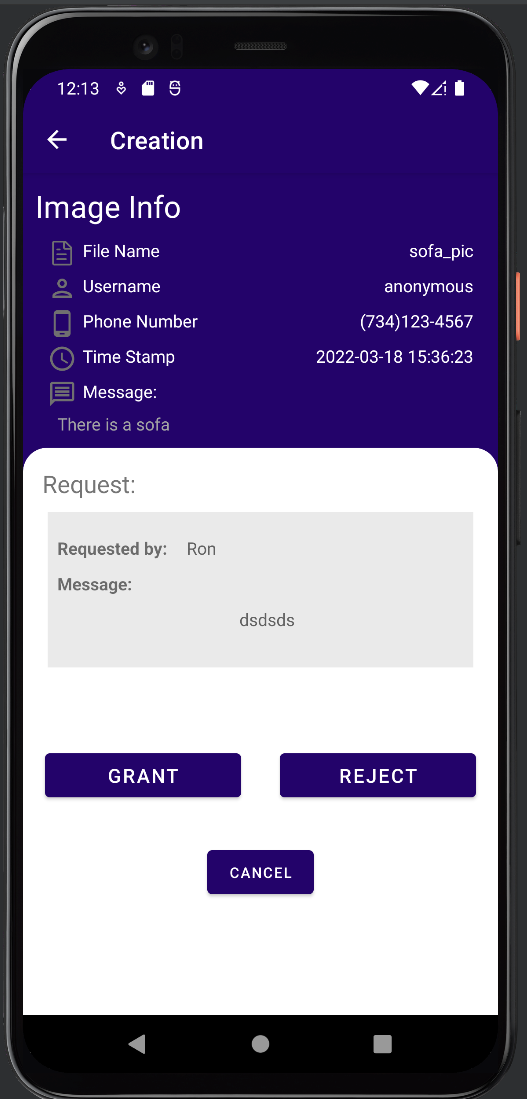 12:13
Creation
Image Info
File Name sofa_pic
Username anonymous
Phone Number (734)123-4567
Time Stamp 2022-03-18 15:36:23
Message:
There is a sofa
Request:
Requested by: Ron
Message:
dsdsds
GRANT REJECT
CANCEL